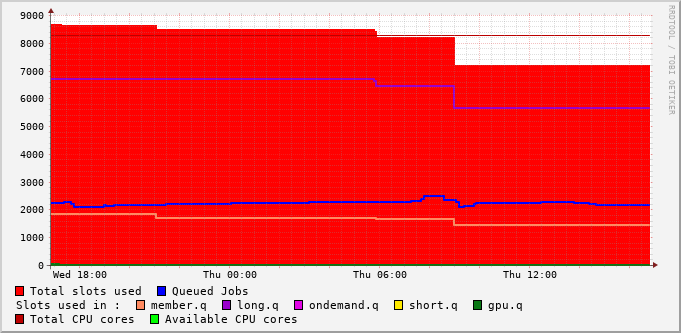 9000
8000
7000
6000
5000
4000
3000
2000
1000
0
Wed 18:00 Thu 00:00 Thu 06:00 Thu 12:00
RRDTOOL / TOBI OETIKER
Total slots used Queued Jobs
Slots used in : member.q long.q ondemand.q short.q gpu.q
Total CPU cores Available CPU cores